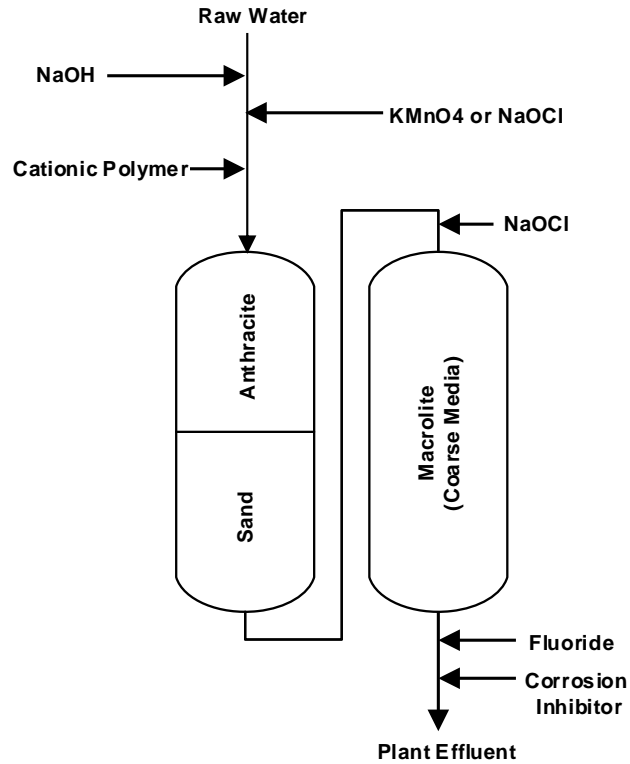 Raw Water
NaOH
KMnO4 or NaOCl
Cationic Polymer
NaOCl
Anthracite
Sand
Macrolite
(Coarse Media)
Fluoride
Corrosion
Inhibitor
Plant Effluent